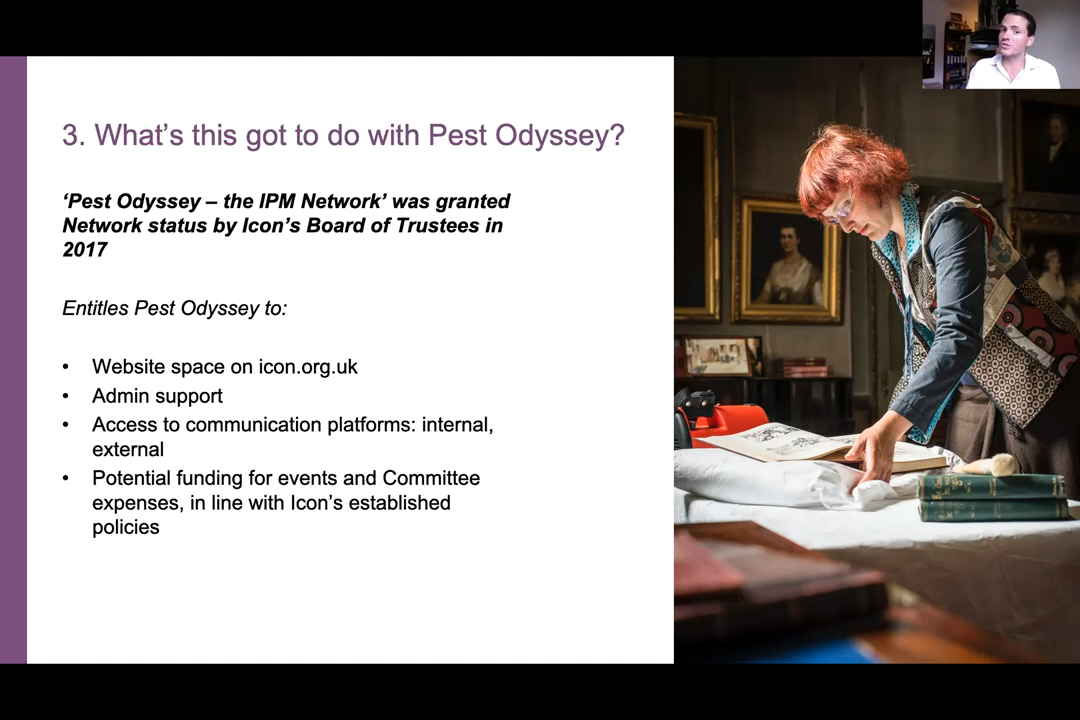 3. What's this got to do with Pest Odyssey?
‘Pest Odyssey – the IPM Network’ was granted
Network status by Icon’s Board of Trustees in
2017
Entitles Pest Odyssey to:
• Website space on icon.org.uk
• Admin support
• Access to communication platforms: internal,
external
• Potential funding for events and Committee
expenses, in line with Icon’s established
policies